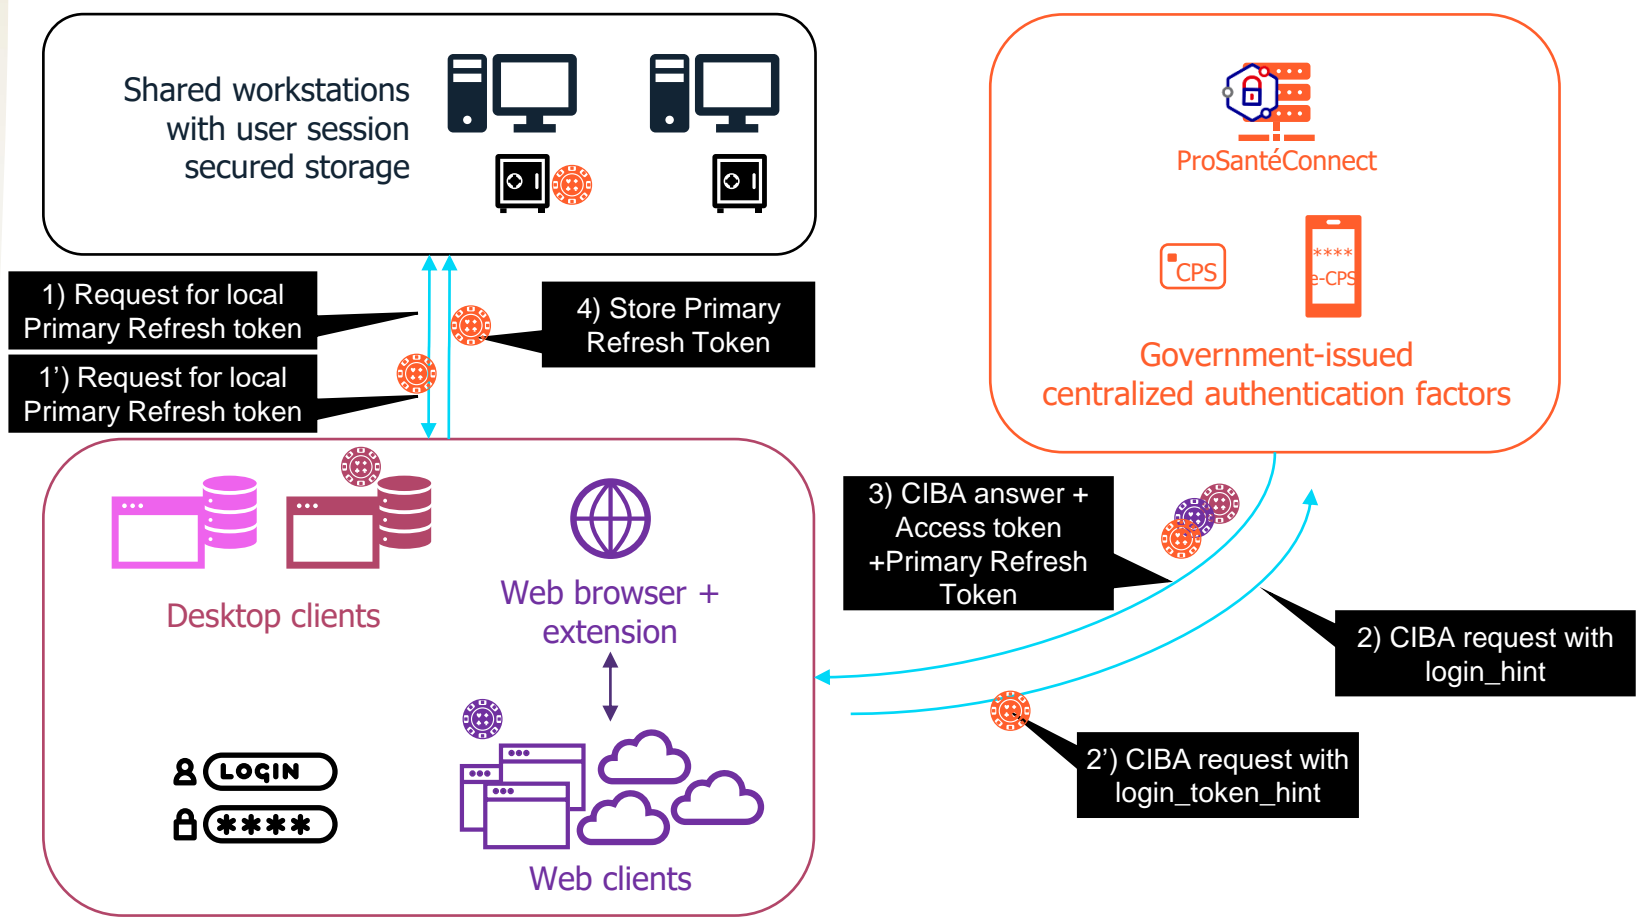 Shared workstations
with user session
secured storage
ProSantéConnect
CPS
****
e-CPS
Government-issued
centralized authentication factors
1) Request for local
Primary Refresh token
1’) Request for local
Primary Refresh token
4) Store Primary
Refresh Token
Desktop clients
Web browser +
extension
LOGIN
****
Web clients
3) CIBA answer +
Access token
+Primary Refresh
Token
2) CIBA request with
login_hint
2’) CIBA request with
login_token_hint